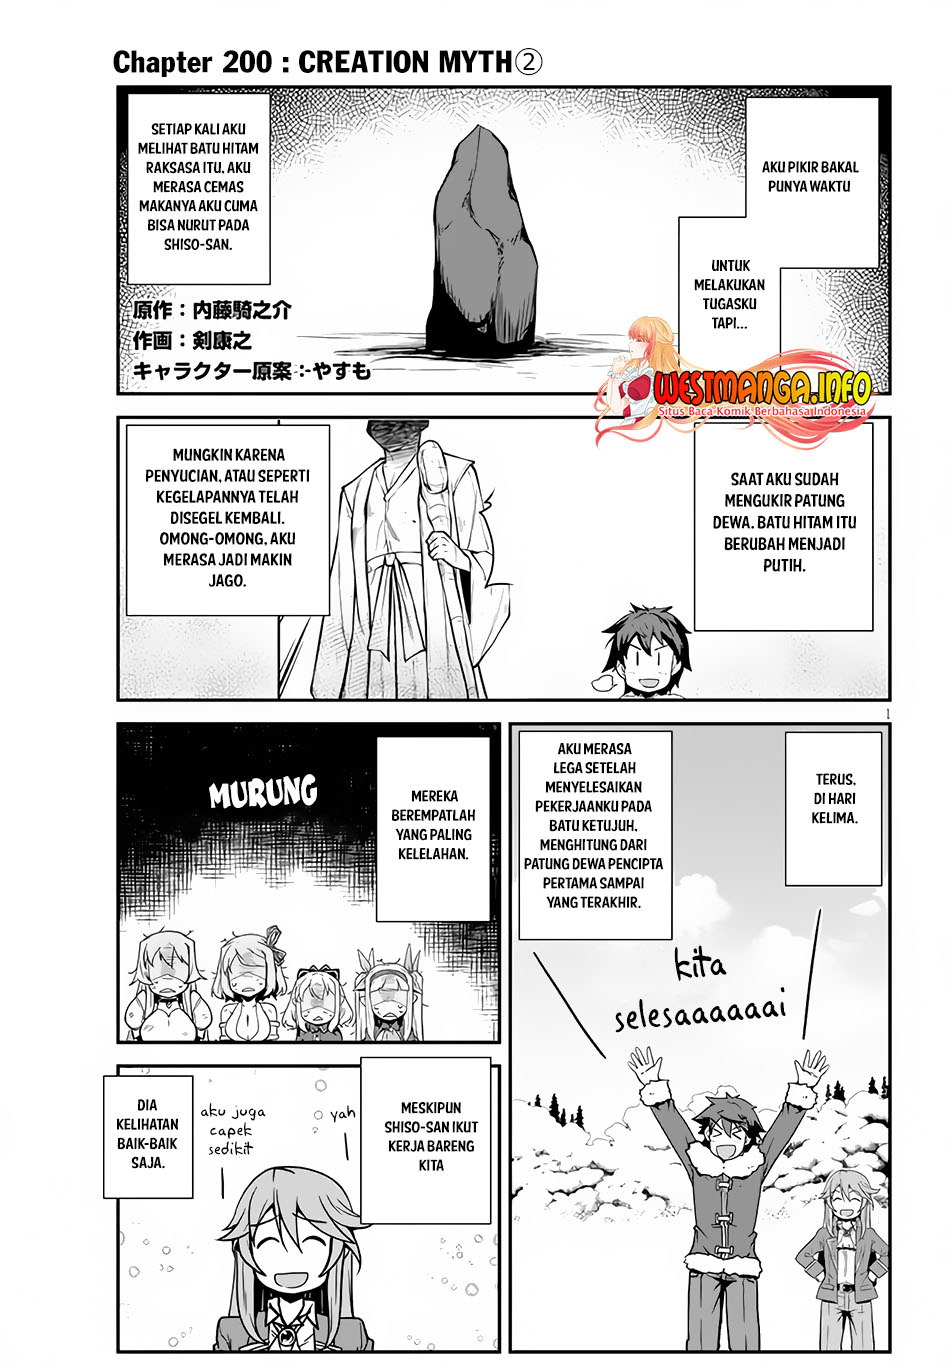 Chapter 200 : CREATION MYTH②
AKU PIKIR BAKAL
PUNYA WAKTU
UNTUK
MELAKUKAN
TUGASKU
TAPI...
SETIAP KALI AKU
MELIHAT BATU HITAM
RAKSASA ITU, AKU
MERASA CEMAS
MAKANYA AKU CUMA
BISA NURUT PADA
SHISO-SAN.
原作：内藤騎之介
作画：剣康之
キャラクター原案：やすも
WESTMANGA.INFO
Situs Baca Komik Berbahasa Indonesia
SAAT AKU SUDAH
MENGUKIR PATUNG
DEWA. BATU HITAM ITU
BERUBAH MENJADI
PUTIH.
MUNGKIN KARENA
PENYUCIAN, ATAU SEPERTI
KEGELAPANNYA TELAH
DISEGEL KEMBALI.
OMONG-OMONG, AKU
MERASA JADI MAKIN
JAGO.
1
TERUS,
DI HARI
KELIMA.
AKU MERASA
LEGA SETELAH
MENYELESAIKAN
PEKERJAANKU PADA
BATU KETUJUH,
MENGHITUNG DARI
PATUNG DEWA PENCIPTA
PERTAMA SAMPAI
YANG TERAKHIR.
kita
selesaaaaaai
MEREKA
BEREMPATLAH
YANG PALING
KELELAHAN.
MURUNG
MESKIPUN
SHISO-SAN IKUT
KERJA BARENG
KITA
yah
aku juga
capek
sedikit
DIA
KELIHATAN
BAIK-BAIK
SAJA.